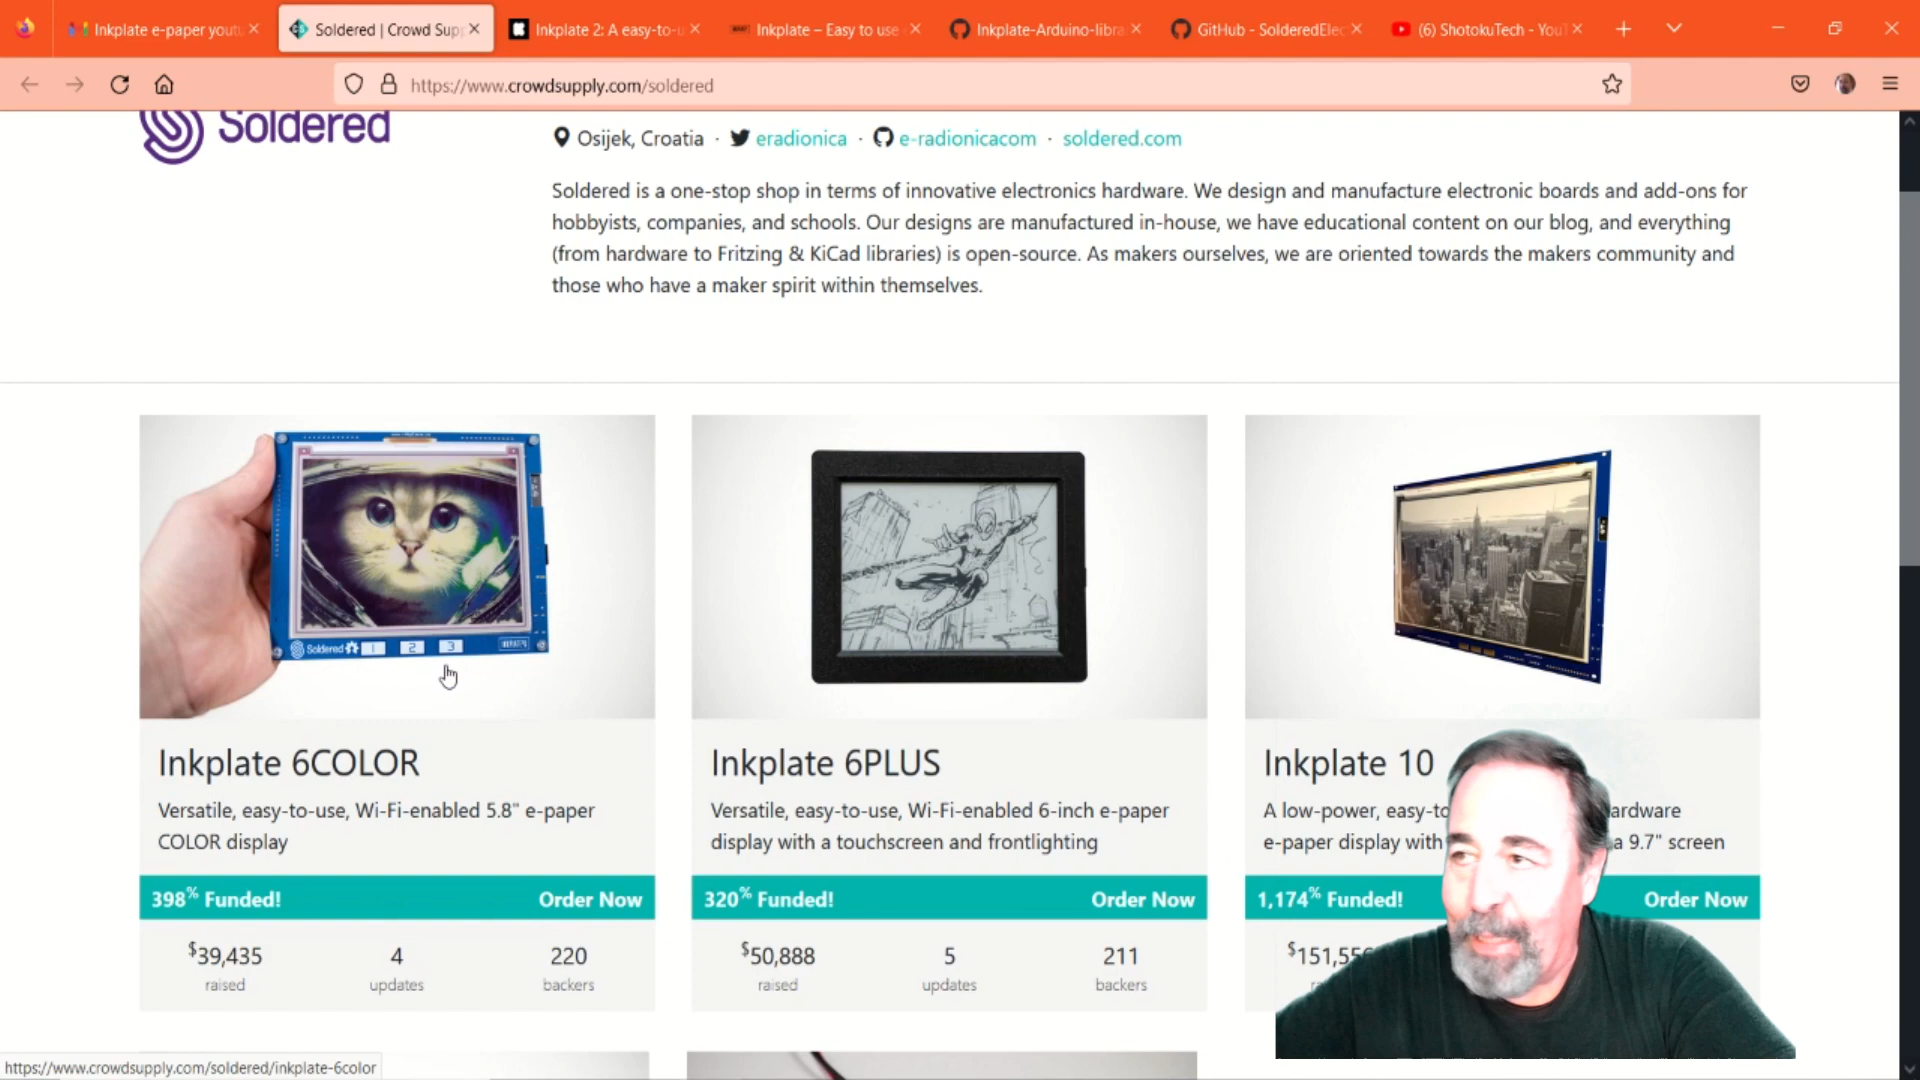 Inkplate e-paper youtu
Soldered | Crowd Supp
Inkplate 2: A easy-to-u
Inkplate – Easy to use
Inkplate-Arduino-libra
GitHub - SolderedElec
(6) ShotokuTech - YouT
https://www.crowdsupply.com/soldered
Soldered
Osijek, Croatia · eradionica · e-radionicacom · soldered.com
Soldered is a one-stop shop in terms of innovative electronics hardware. We design and manufacture electronic boards and add-ons for
hobbyists, companies, and schools. Our designs are manufactured in-house, we have educational content on our blog, and everything
(from hardware to Fritzing & KiCad libraries) is open-source. As makers ourselves, we are oriented towards the makers community and
those who have a maker spirit within themselves.
Soldered 1 2 3
Inkplate 6COLOR
Versatile, easy-to-use, Wi-Fi-enabled 5.8" e-paper
COLOR display
398% Funded! Order Now
$39,435 4 220
raised updates backers
Inkplate 6PLUS
Versatile, easy-to-use, Wi-Fi-enabled 6-inch e-paper
display with a touchscreen and frontlighting
320% Funded! Order Now
$50,888 5 211
raised updates backers
Inkplate 10
A low-power, easy-to ardware
e-paper display with a 9.7" screen
1,174% Funded! Order Now
$151,55
https://www.crowdsupply.com/soldered/inkplate-6color